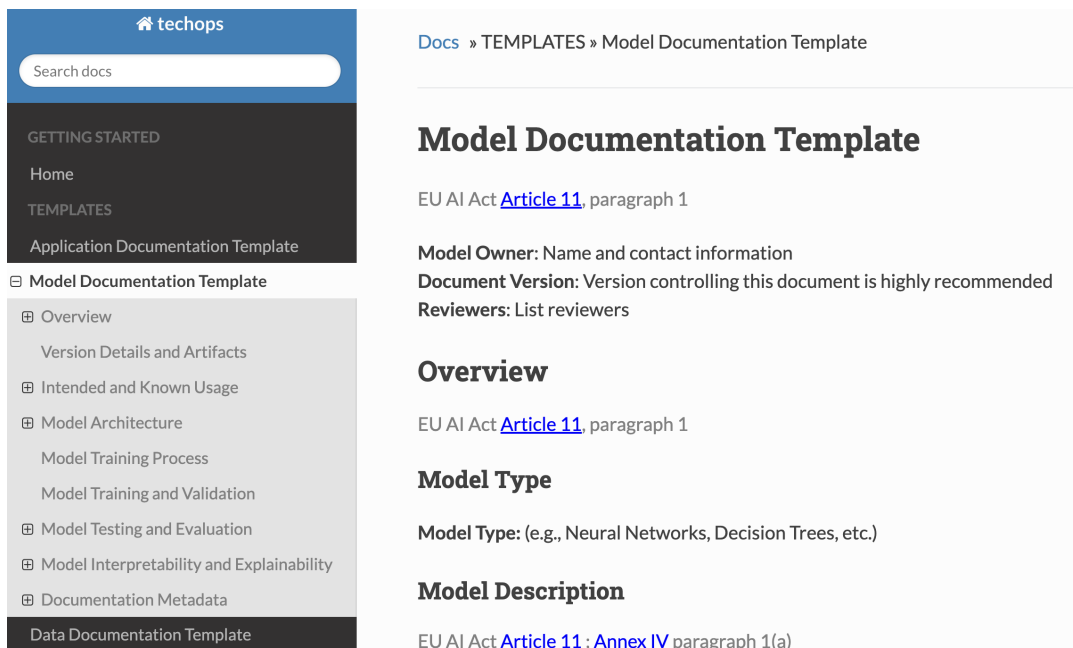 techops
Search docs
GETTING STARTED
Home
TEMPLATES
Application Documentation Template
Model Documentation Template
Overview
Version Details and Artifacts
Intended and Known Usage
Model Architecture
Model Training Process
Model Training and Validation
Model Testing and Evaluation
Model Interpretability and Explainability
Documentation Metadata
Data Documentation Template
Docs » TEMPLATES » Model Documentation Template
Model Documentation Template
EU AI Act Article 11, paragraph 1
Model Owner: Name and contact information
Document Version: Version controlling this document is highly recommended
Reviewers: List reviewers
Overview
EU AI Act Article 11, paragraph 1
Model Type
Model Type: (e.g., Neural Networks, Decision Trees, etc.)
Model Description
EU AI Act Article 11 ; Annex IV paragraph 1(a)